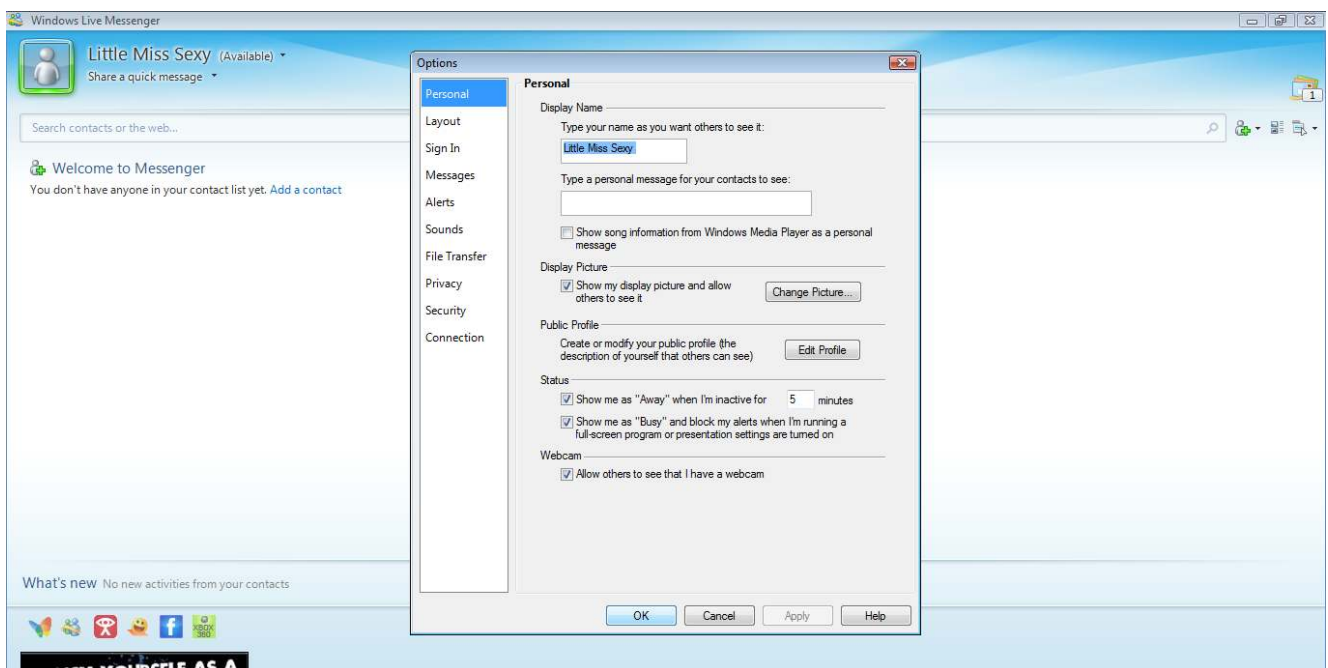 Windows Live Messenger
Little Miss Sexy (Available)
Share a quick message
1
Search contacts or the web...
Welcome to Messenger
You don't have anyone in your contact list yet. Add a contact
Options
Personal
Layout
Sign In
Messages
Alerts
Sounds
File Transfer
Privacy
Security
Connection
Personal
Display Name
Type your name as you want others to see it:
Little Miss Sexy
Type a personal message for your contacts to see:
Show song information from Windows Media Player as a personal
message
Display Picture
Show my display picture and allow
others to see it
Change Picture...
Public Profile
Create or modify your public profile (the
description of yourself that others can see)
Edit Profile
Status
Show me as "Away" when I'm inactive for 5 minutes
Show me as "Busy" and block my alerts when I'm running a
full-screen program or presentation settings are turned on
Webcam
Allow others to see that I have a webcam
OK Cancel Apply Help
What's new No new activities from your contacts
XBOX
360
YOURSELF AS A